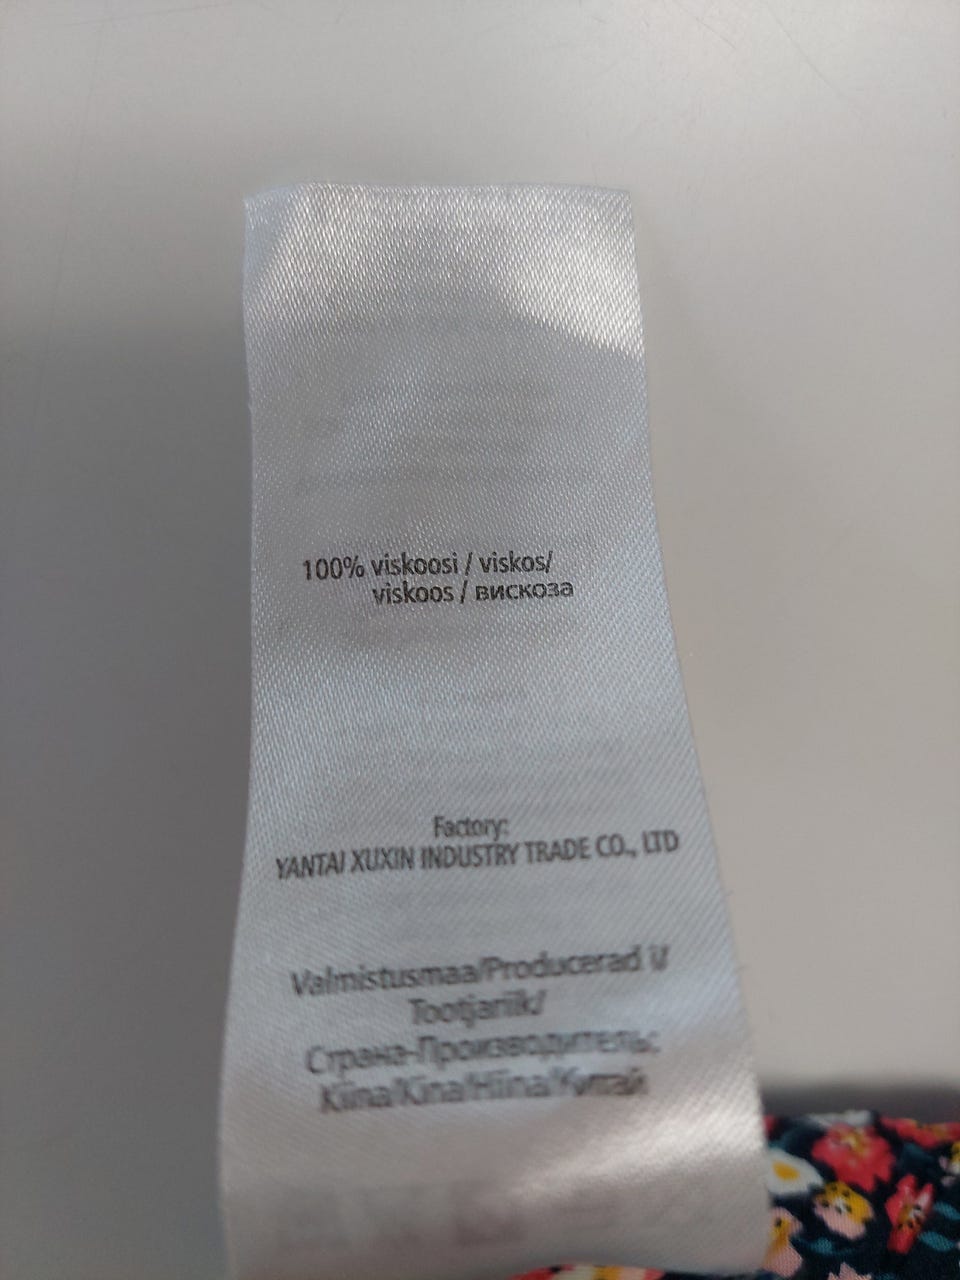 100% viskoosi / viskos/
viskoos / вискоза
Factory:
YANTAI XUXIN INDUSTRY TRADE CO., LTD
Valmistusmaa/Producerad i/
Tootjariik/
Страна-Производитель:
Kiina/Kina/Hiina/Китай